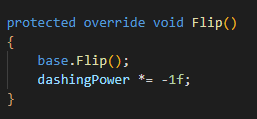 protected override void Flip()
{
    base.Flip();
    dashingPower *= -1f;
}